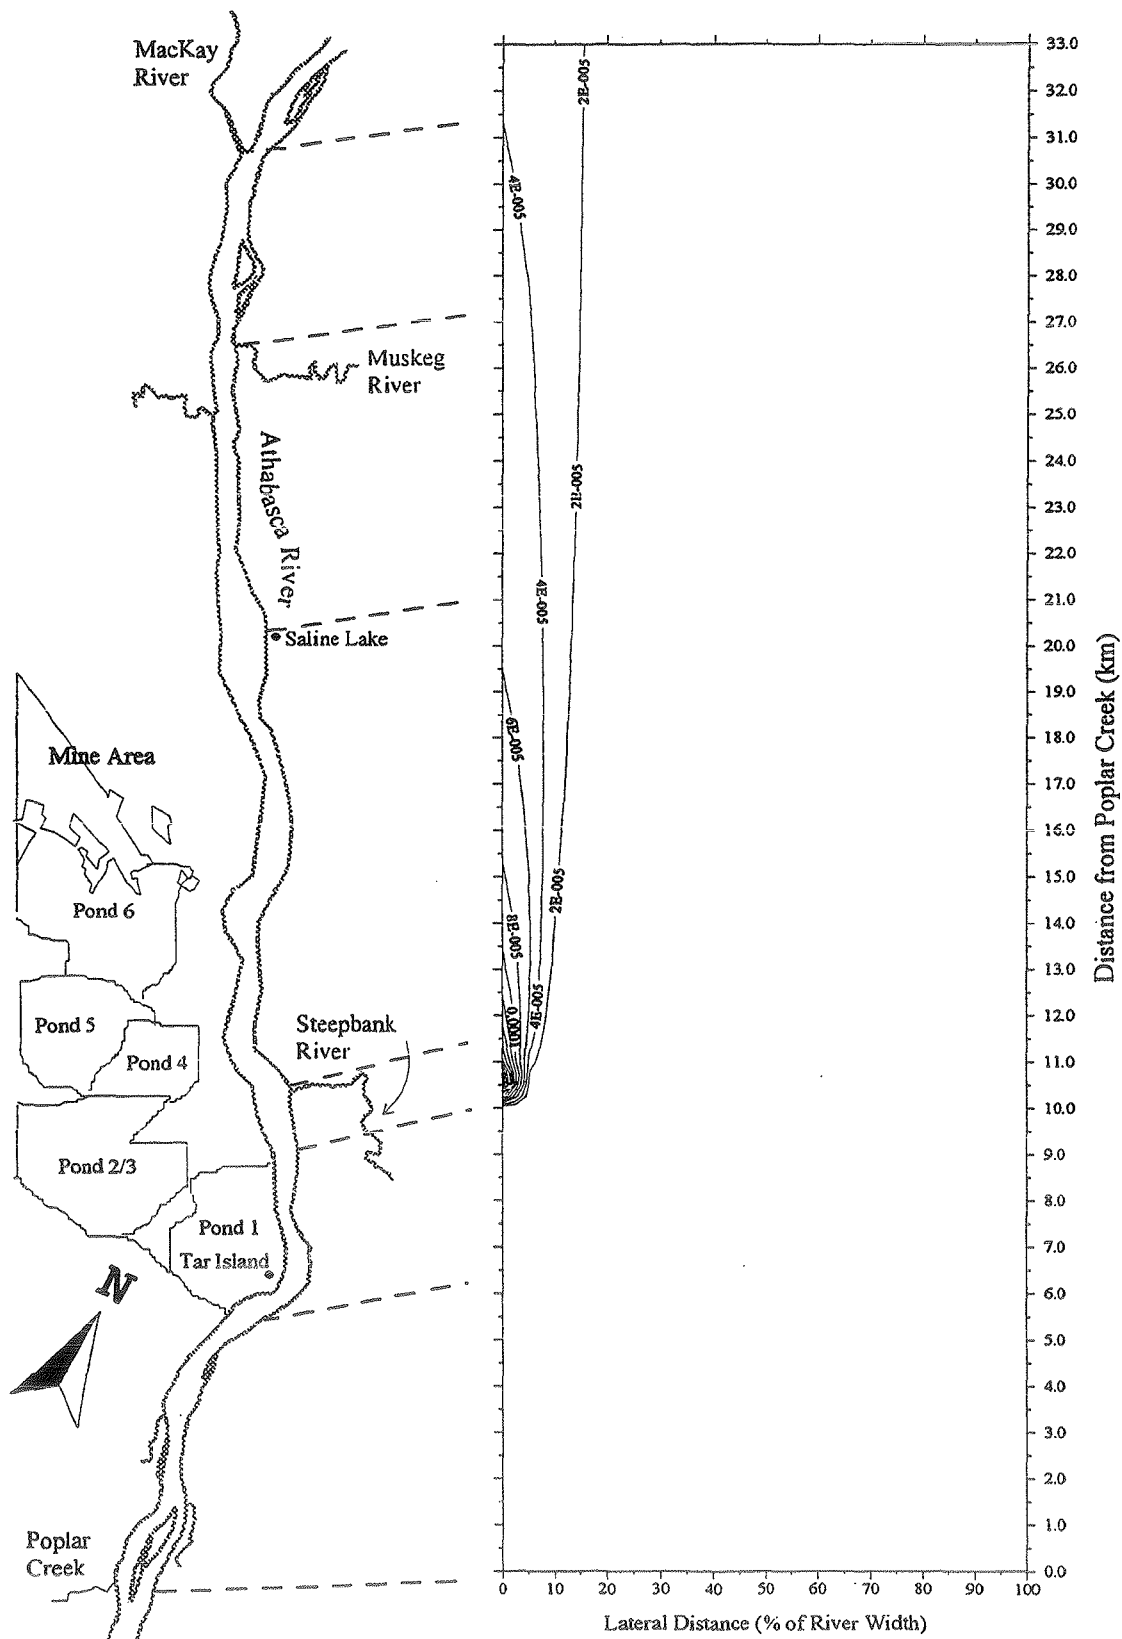 MacKay
River
Muskeg
River
Athabasca River
Saline Lake
Mine Area
Pond 6
Pond 5
Pond 4
Steepbank
River
Pond 2/3
Pond 1
Tar Island
N
Poplar
Creek
2E-005
4E-005
2E-005
4E-005
6E-005
2E-005
8E-005
4E-005
0.0001
33.0
32.0
31.0
30.0
29.0
28.0
27.0
26.0
25.0
24.0
23.0
22.0
21.0
20.0
19.0
18.0
17.0
16.0
15.0
14.0
13.0
12.0
11.0
10.0
9.0
8.0
7.0
6.0
5.0
4.0
3.0
2.0
1.0
0.0
Distance from Poplar Creek (km)
0 10 20 30 40 50 60 70 80 90 100
Lateral Distance (% of River Width)